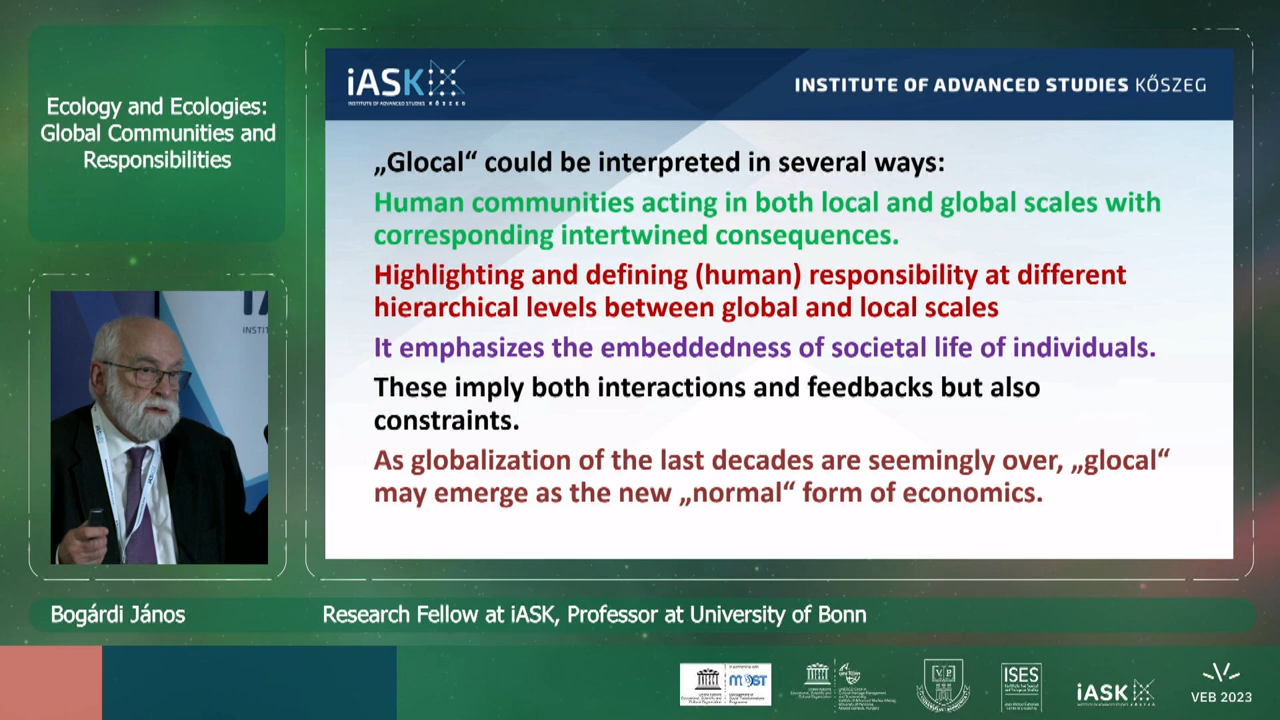 Ecology and Ecologies:
Global Communities and
Responsibilities
iASK
INSTITUTE OF ADVANCED STUDIES KŐSZEG
INSTITUTE OF ADVANCED STUDIES KŐSZEG
„Glocal“ could be interpreted in several ways:
Human communities acting in both local and global scales with
corresponding intertwined consequences.
Highlighting and defining (human) responsibility at different
hierarchical levels between global and local scales
It emphasizes the embeddedness of societal life of individuals.
These imply both interactions and feedbacks but also
constraints.
As globalization of the last decades are seemingly over, „glocal“
may emerge as the new „normal“ form of economics.
INSTIT
Bogárdi János
Research Fellow at iASK, Professor at University of Bonn
MOST
ISES
iASK
VEB 2023